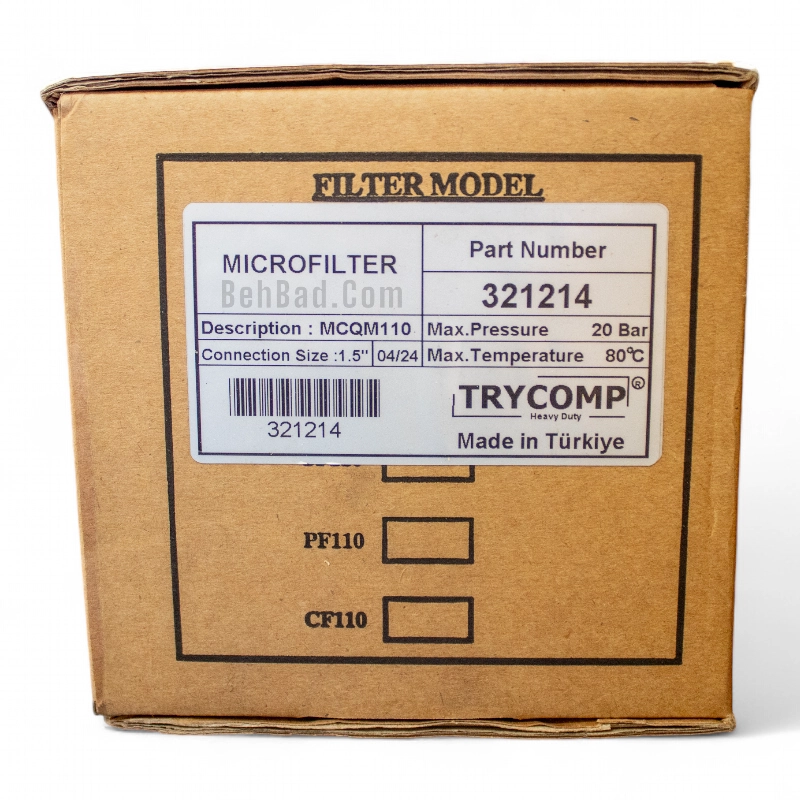 FILTER MODEL
MICROFILTER
BehBad.Com
Part Number
321214
Description : MCQM110
Max.Pressure 20 Bar
Connection Size :1.5" 04/24
Max.Temperature 80°C
321214
TRYCOMP®
Heavy Duty
Made in Türkiye
PF110
CF110